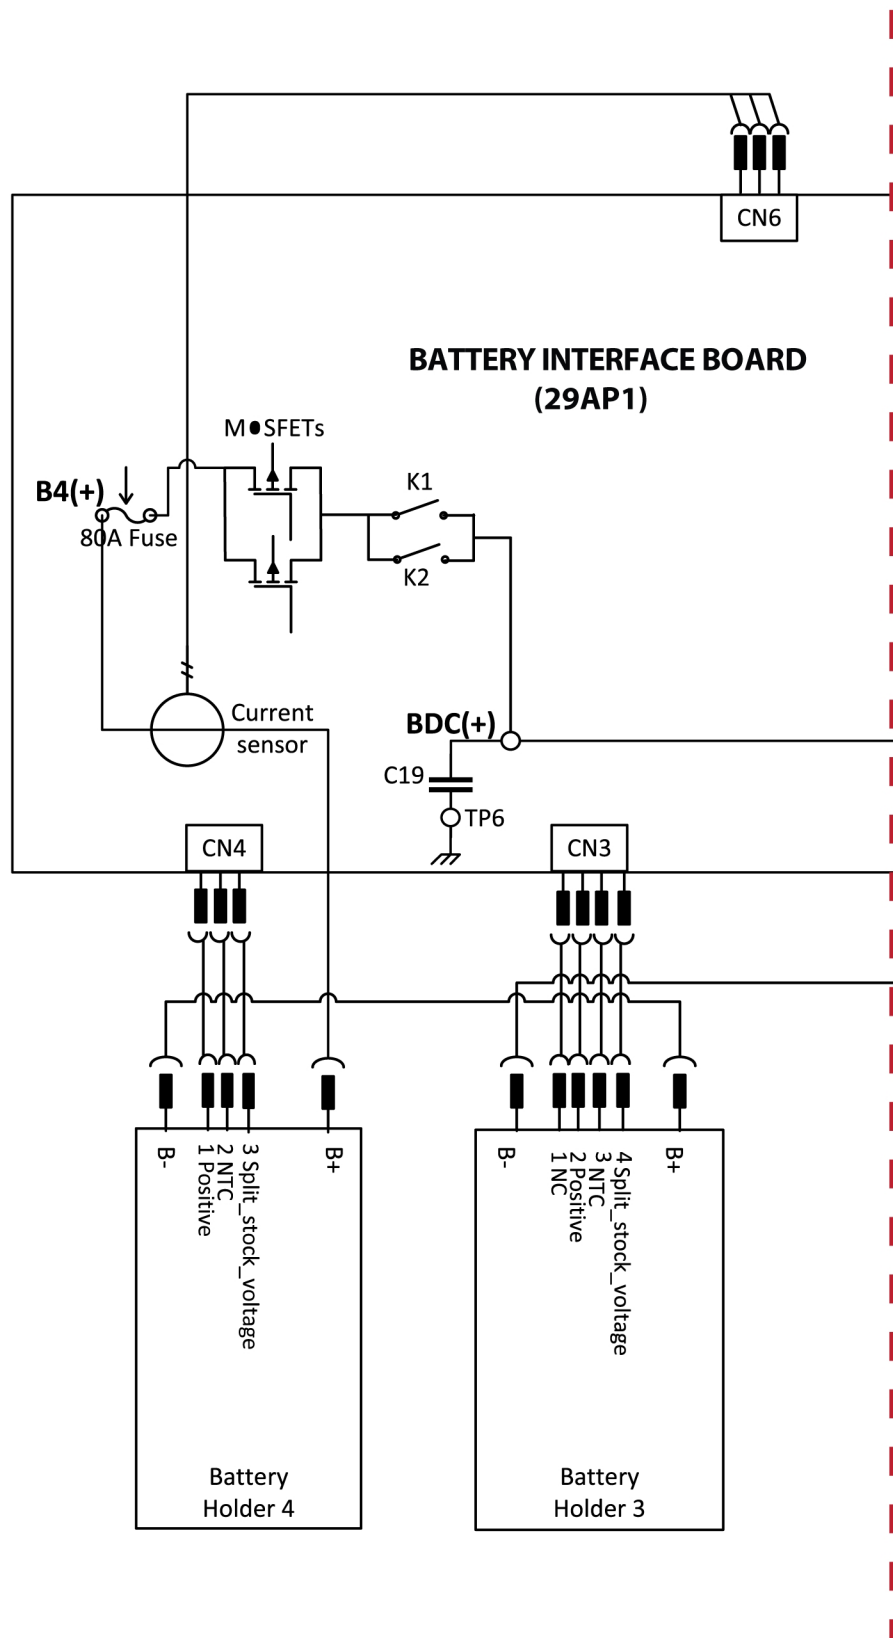 CN6
BATTERY INTERFACE BOARD
(29AP1)
MOSFETs
K1
B4(+)
80A Fuse
K2
Current
sensor
BDC(+)
C19
TP6
CN4
CN3
B-
1 Positive
2 NTC
3 Split_stock_voltage
B+
B-
1 NC
2 Positive
3 NTC
4 Split_stock_voltage
B+
Battery
Holder 4
Battery
Holder 3